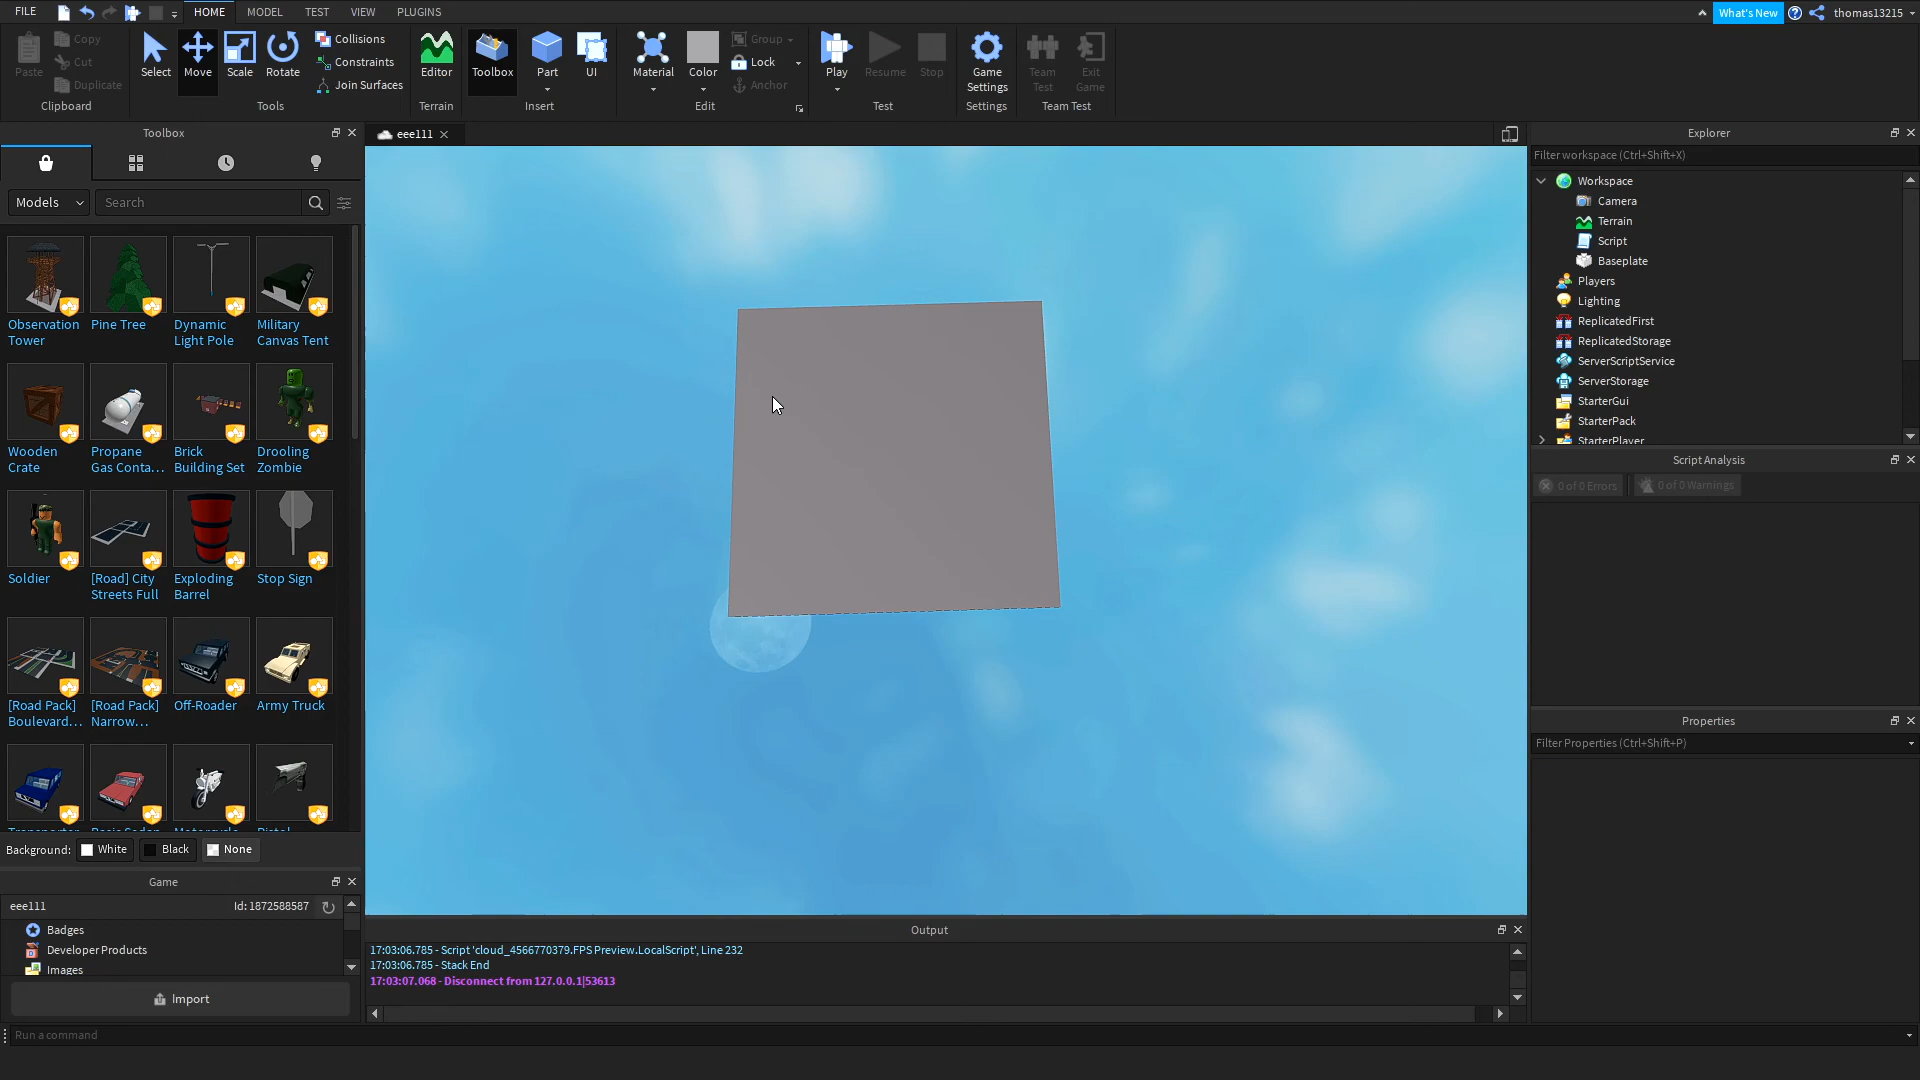 FILE
HOME
MODEL
TEST
VIEW
PLUGINS
What's New
thomas13215
Paste
Copy
Cut
Duplicate
Clipboard
Select
Move
Scale
Rotate
Collisions
Constraints
Join Surfaces
Tools
Editor
Terrain
Toolbox
Part
UI
Insert
Material
Color
Group
Lock
Anchor
Edit
Play
Resume
Stop
Test
Game
Settings
Settings
Team
Test
Exit
Game
Team Test
Toolbox
Models
Search
Observation
Tower
Pine Tree
Dynamic
Light Pole
Military
Canvas Tent
Wooden
Crate
Propane
Gas Conta...
Brick
Building Set
Drooling
Zombie
Soldier
[Road] City
Streets Full
Exploding
Barrel
Stop Sign
[Road Pack]
Boulevard...
[Road Pack]
Narrow...
Off-Roader
Army Truck
Background:
White
Black
None
Game
eee111
Id: 1872588587
Badges
Developer Products
Images
Import
eee111
Output
17:03:06.785 - Script 'cloud_4566770379.FPS Preview.LocalScript', Line 232
17:03:06.785 - Stack End
17:03:07.068 - Disconnect from 127.0.0.1|53613
Run a command
Explorer
Filter workspace (Ctrl+Shift+X)
Workspace
Camera
Terrain
Script
Baseplate
Players
Lighting
ReplicatedFirst
ReplicatedStorage
ServerScriptService
ServerStorage
StarterGui
StarterPack
StarterPlayer
Script Analysis
0 of 0 Errors
0 of 0 Warnings
Properties
Filter Properties (Ctrl+Shift+P)